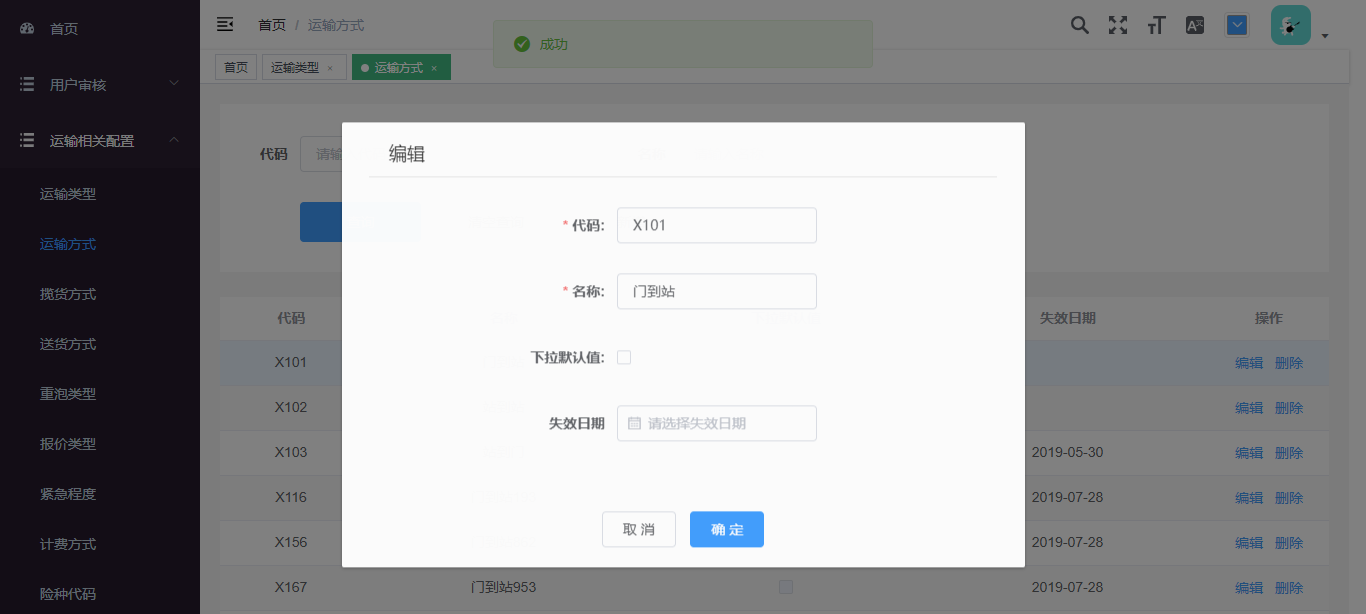 首页
用户审核
运输相关配置
运输类型
运输方式
揽货方式
送货方式
重泡类型
报价类型
紧急程度
计费方式
险种代码
首页 / 运输方式
成功
首页
运输类型 ×
运输方式 ×
代码 请输
编辑
* 代码: X101
* 名称: 门到站
下拉默认值:
失效日期 请选择失效日期
取 消 确 定
代码 失效日期 操作
X101 编辑 删除
X102 编辑 删除
X103 2019-05-30 编辑 删除
X116 2019-07-28 编辑 删除
X156 2019-07-28 编辑 删除
X167 门到站953 2019-07-28 编辑 删除